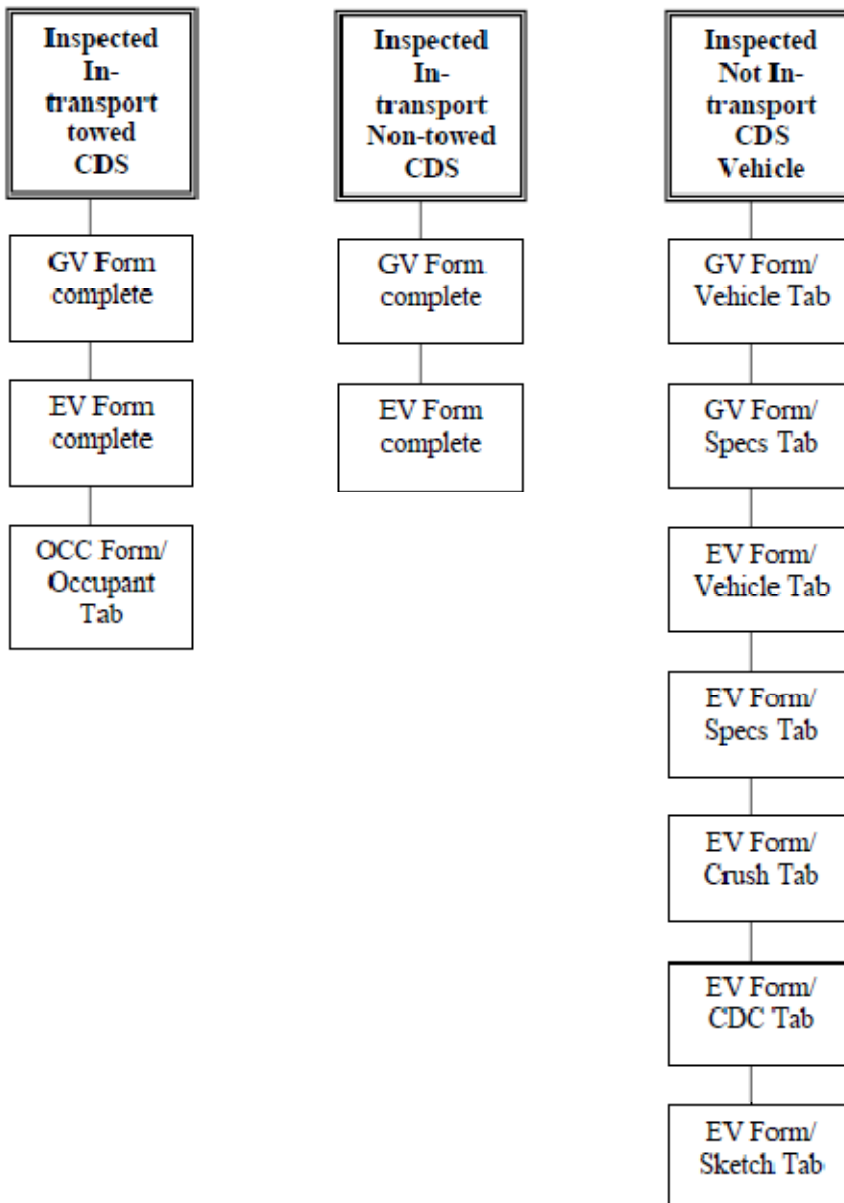 Inspected
In-
transport
towed
CDS
GV Form
complete
EV Form
complete
OCC Form/
Occupant
Tab
Inspected
In-
transport
Non-towed
CDS
GV Form
complete
EV Form
complete
Inspected
Not In-
transport
CDS
Vehicle
GV Form/
Vehicle Tab
GV Form/
Specs Tab
EV Form/
Vehicle Tab
EV Form/
Specs Tab
EV Form/
Crush Tab
EV Form/
CDC Tab
EV Form/
Sketch Tab